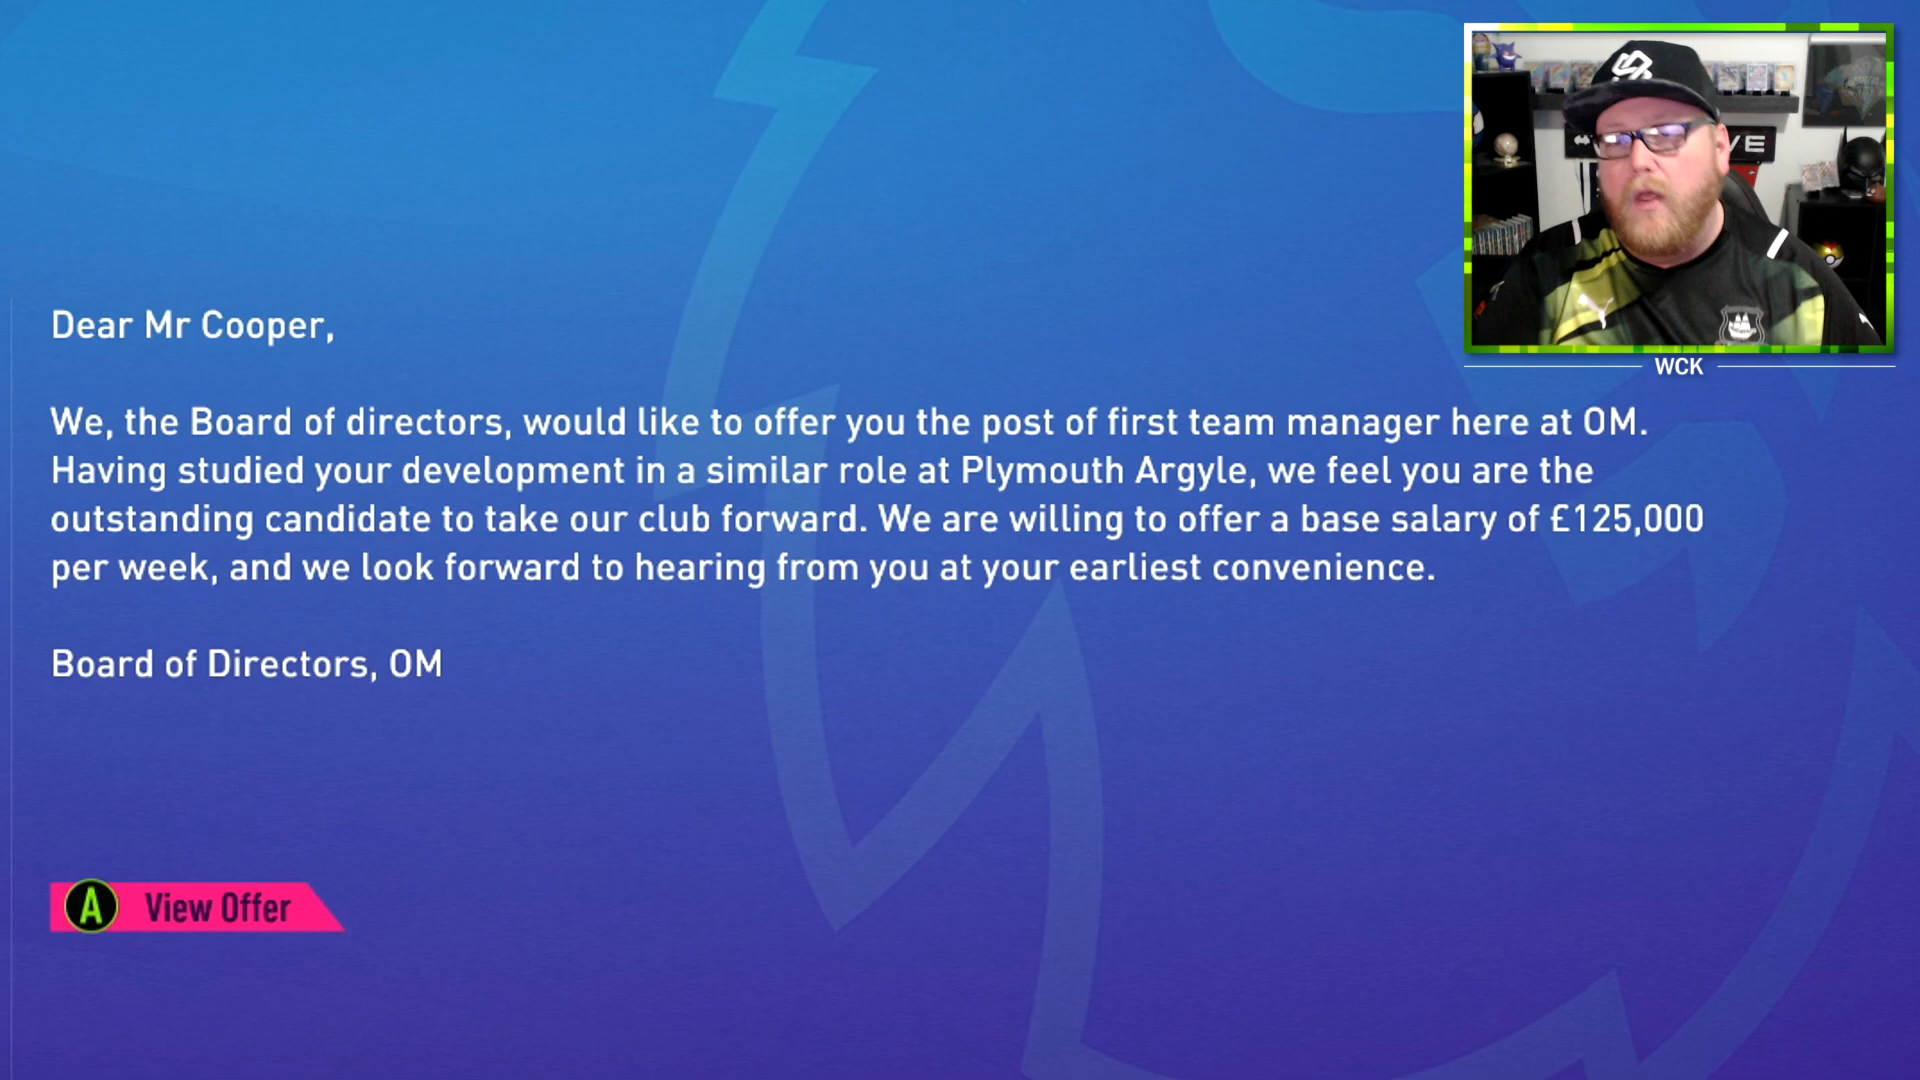 WCK
Dear Mr Cooper,
We, the Board of directors, would like to offer you the post of first team manager here at OM.
Having studied your development in a similar role at Plymouth Argyle, we feel you are the
outstanding candidate to take our club forward. We are willing to offer a base salary of £125,000
per week, and we look forward to hearing from you at your earliest convenience.
Board of Directors, OM
A View Offer